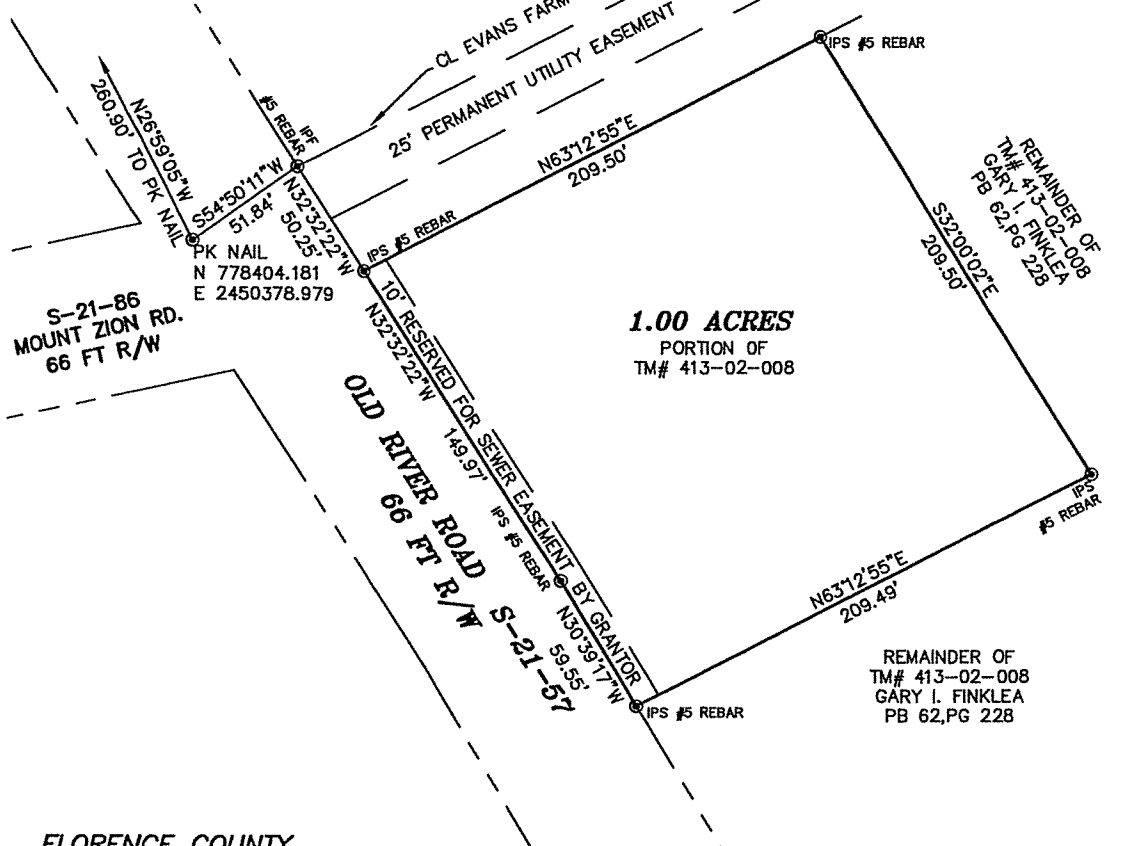 CL EVANS FARM
25' PERMANENT UTILITY EASEMENT
IPS #5 REBAR
N63°12'55"E
209.50'
IPF
#5 REBAR
N26°59'05"W
260.90' TO PK NAIL
S54°50'11"W
51.84'
N32°32'22"W
50.25'
PK NAIL
N 778404.181
E 2450378.979
IPS #5 REBAR
S-21-86
MOUNT ZION RD.
66 FT R/W
REMAINDER OF
TM# 413-02-008
GARY I. FINKLEA
PB 62,PG 228
S32°00'02"E
209.50'
1.00 ACRES
PORTION OF
TM# 413-02-008
10' RESERVED FOR SEWER EASEMENT BY GRANTOR
N32°32'22"W
149.97'
OLD RIVER ROAD S-21-57
66 FT R/W
IPS #5 REBAR
IPS
#5 REBAR
N30°39'17"W
59.55'
N63°12'55"E
209.49'
IPS #5 REBAR
REMAINDER OF
TM# 413-02-008
GARY I. FINKLEA
PB 62,PG 228
FLORENCE COUNTY